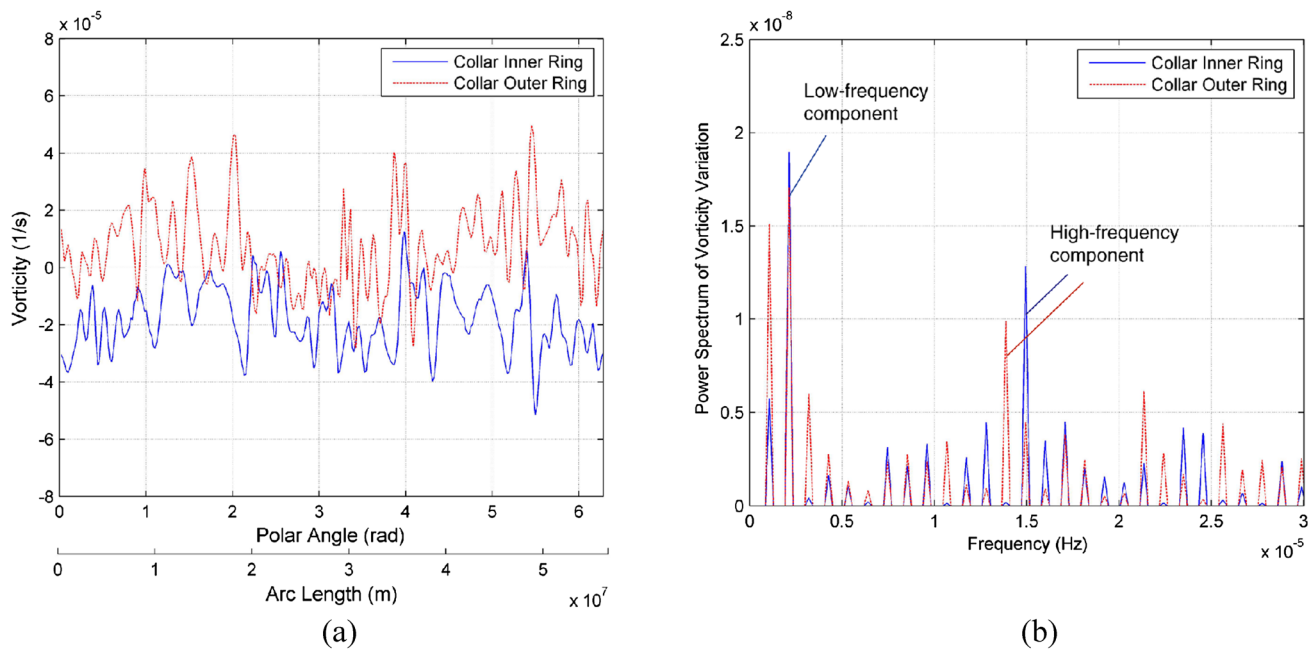 × 10⁻⁵
8
6
4
2
0
-2
-4
-6
-8
Vorticity (1/s)
Collar Inner Ring
Collar Outer Ring
0 1 2 3 4 5 6
Polar Angle (rad)
0 1 2 3 4 5
Arc Length (m)
× 10⁷
(a)
× 10⁻⁸
2.5
2
1.5
1
0.5
0
Power Spectrum of Vorticity Variation
Collar Inner Ring
Collar Outer Ring
Low-frequency
component
High-frequency
component
0 0.5 1 1.5 2 2.5 3
Frequency (Hz)
× 10⁻⁵
(b)